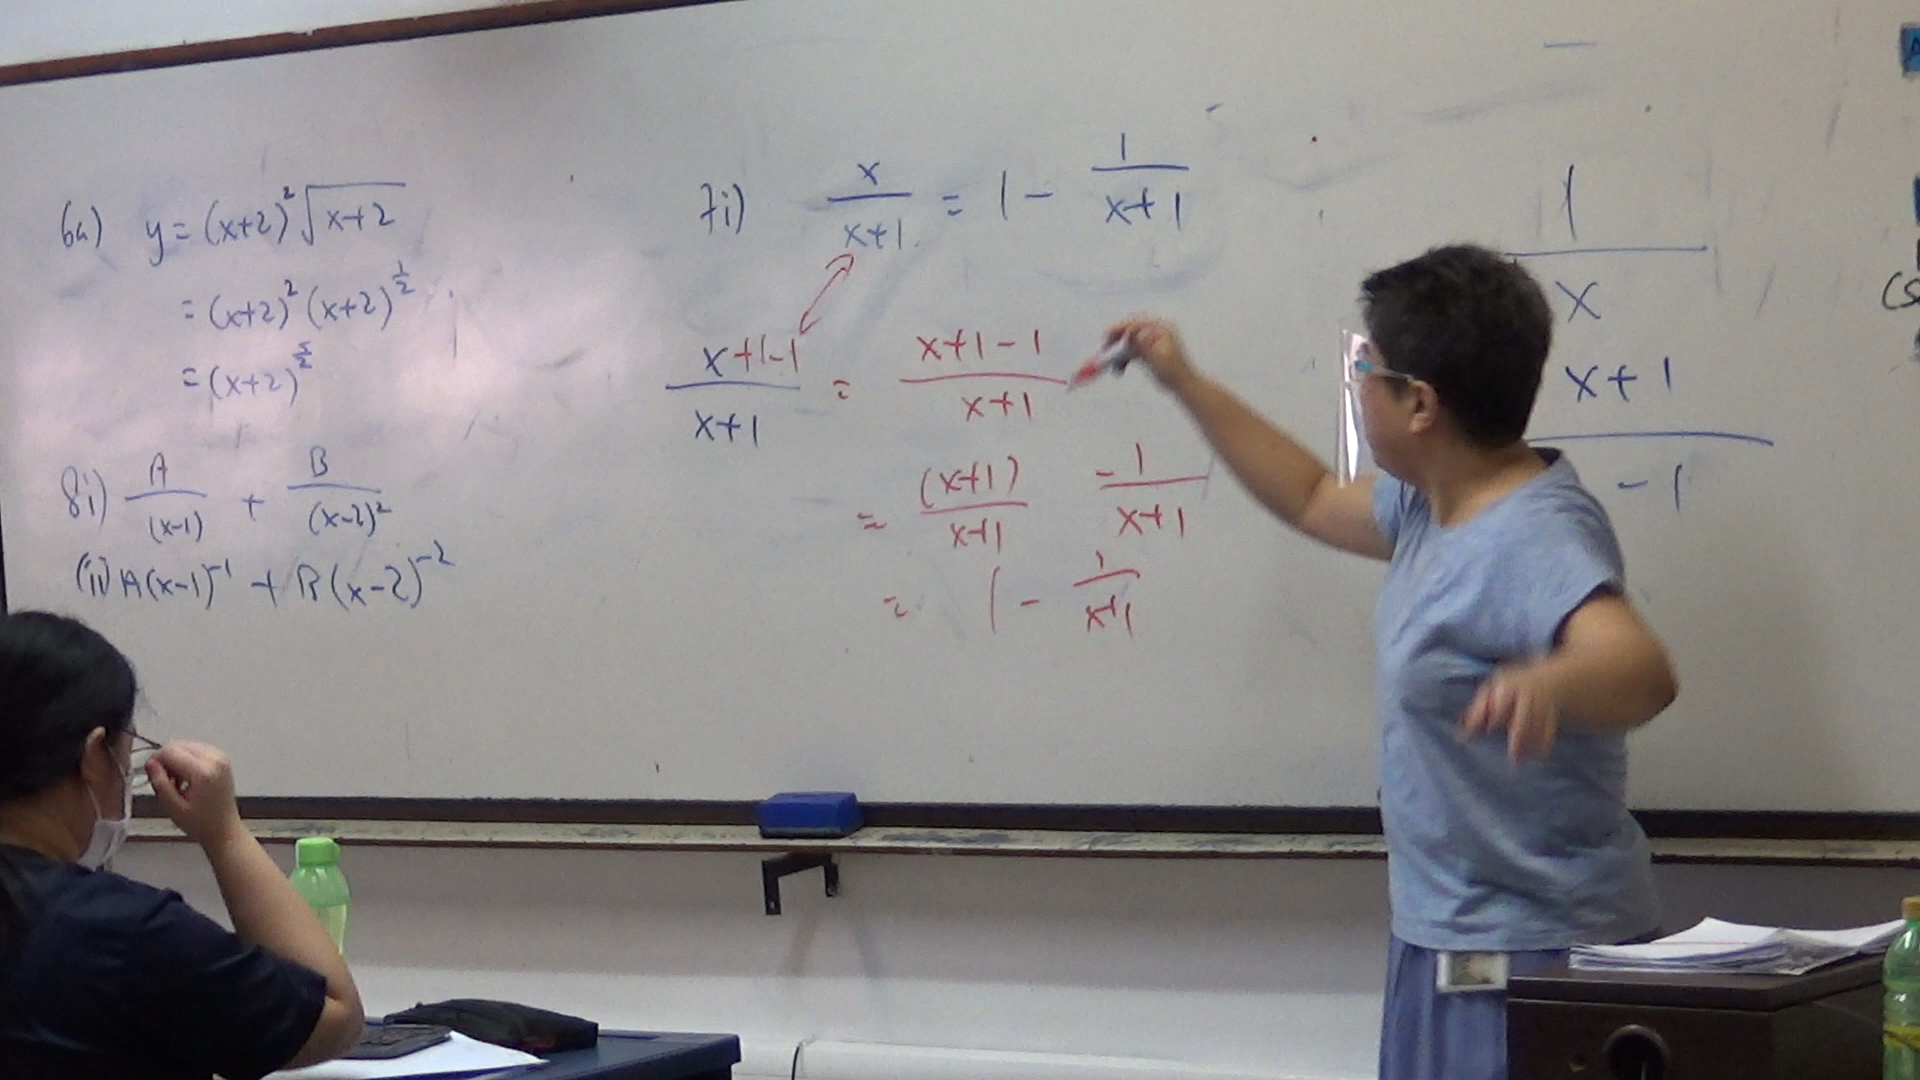 6a) y = (x+2)²√(x+2)
= (x+2)² (x+2)^(1/2)
= (x+2)^(5/2)
8i) A/(x-1) + B/(x-2)²
(ii) A(x-1)⁻¹ + B(x-2)⁻²
7i) x/(x+1) = 1 - 1/(x+1)
(x+1-1)/(x+1) = (x+1-1)/(x+1)
= (x+1)/(x+1) -1/(x+1)
= 1 - 1/(x+1)
1
x
x+1
-1